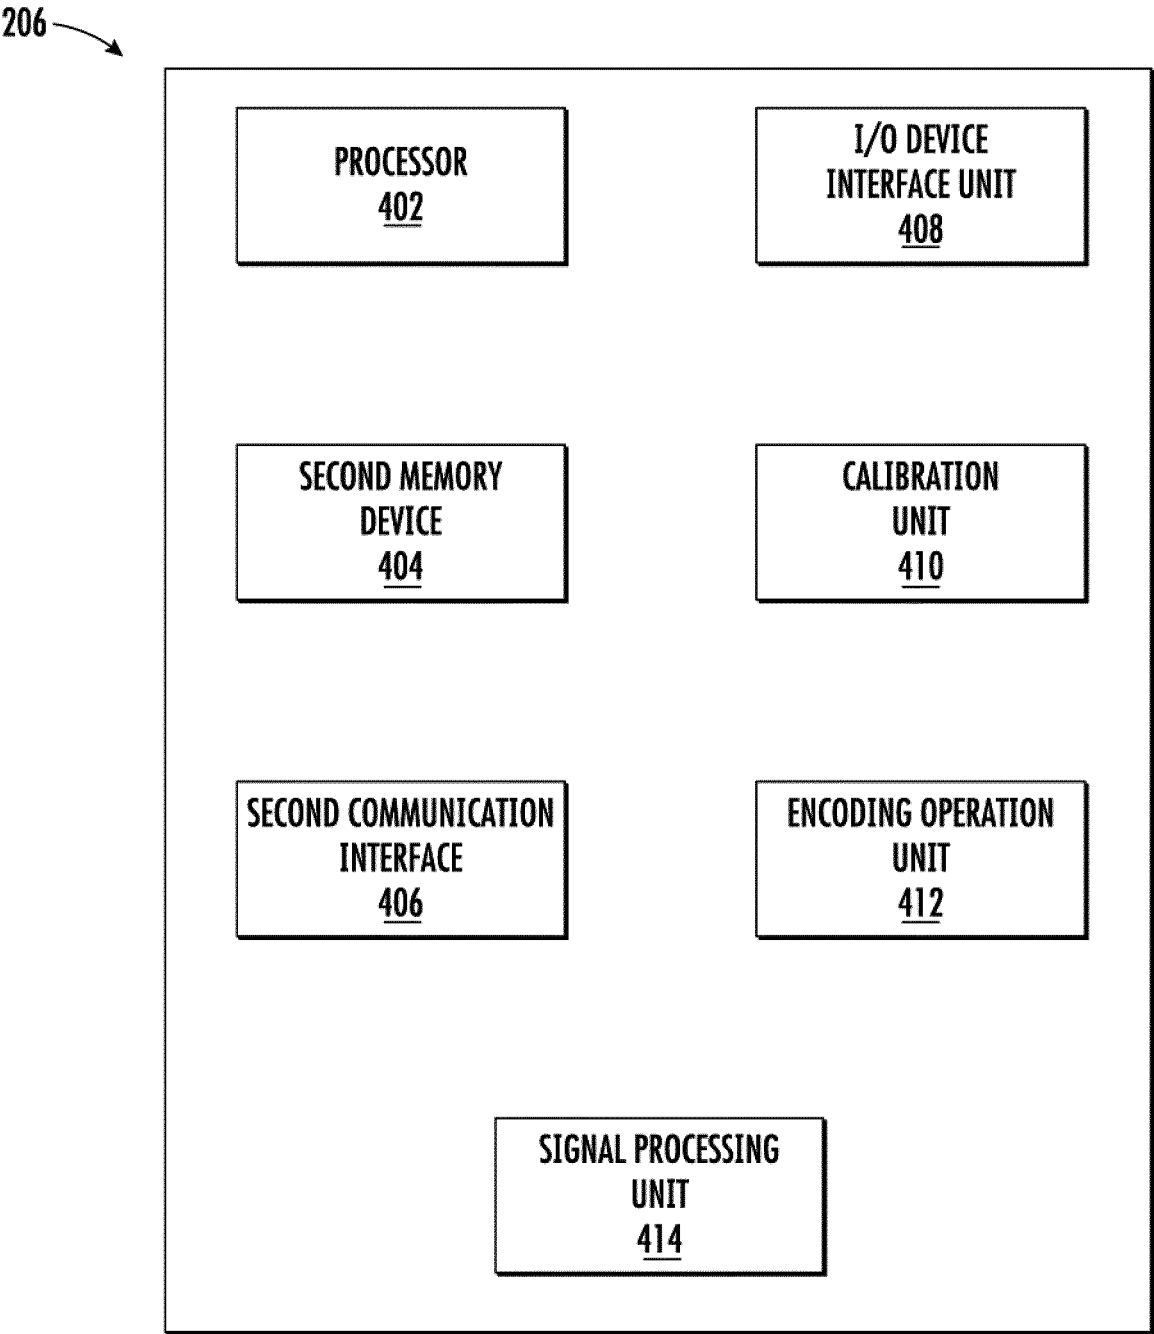 206
PROCESSOR
402
I/O DEVICE
INTERFACE UNIT
408
SECOND MEMORY
DEVICE
404
CALIBRATION
UNIT
410
SECOND COMMUNICATION
INTERFACE
406
ENCODING OPERATION
UNIT
412
SIGNAL PROCESSING
UNIT
414